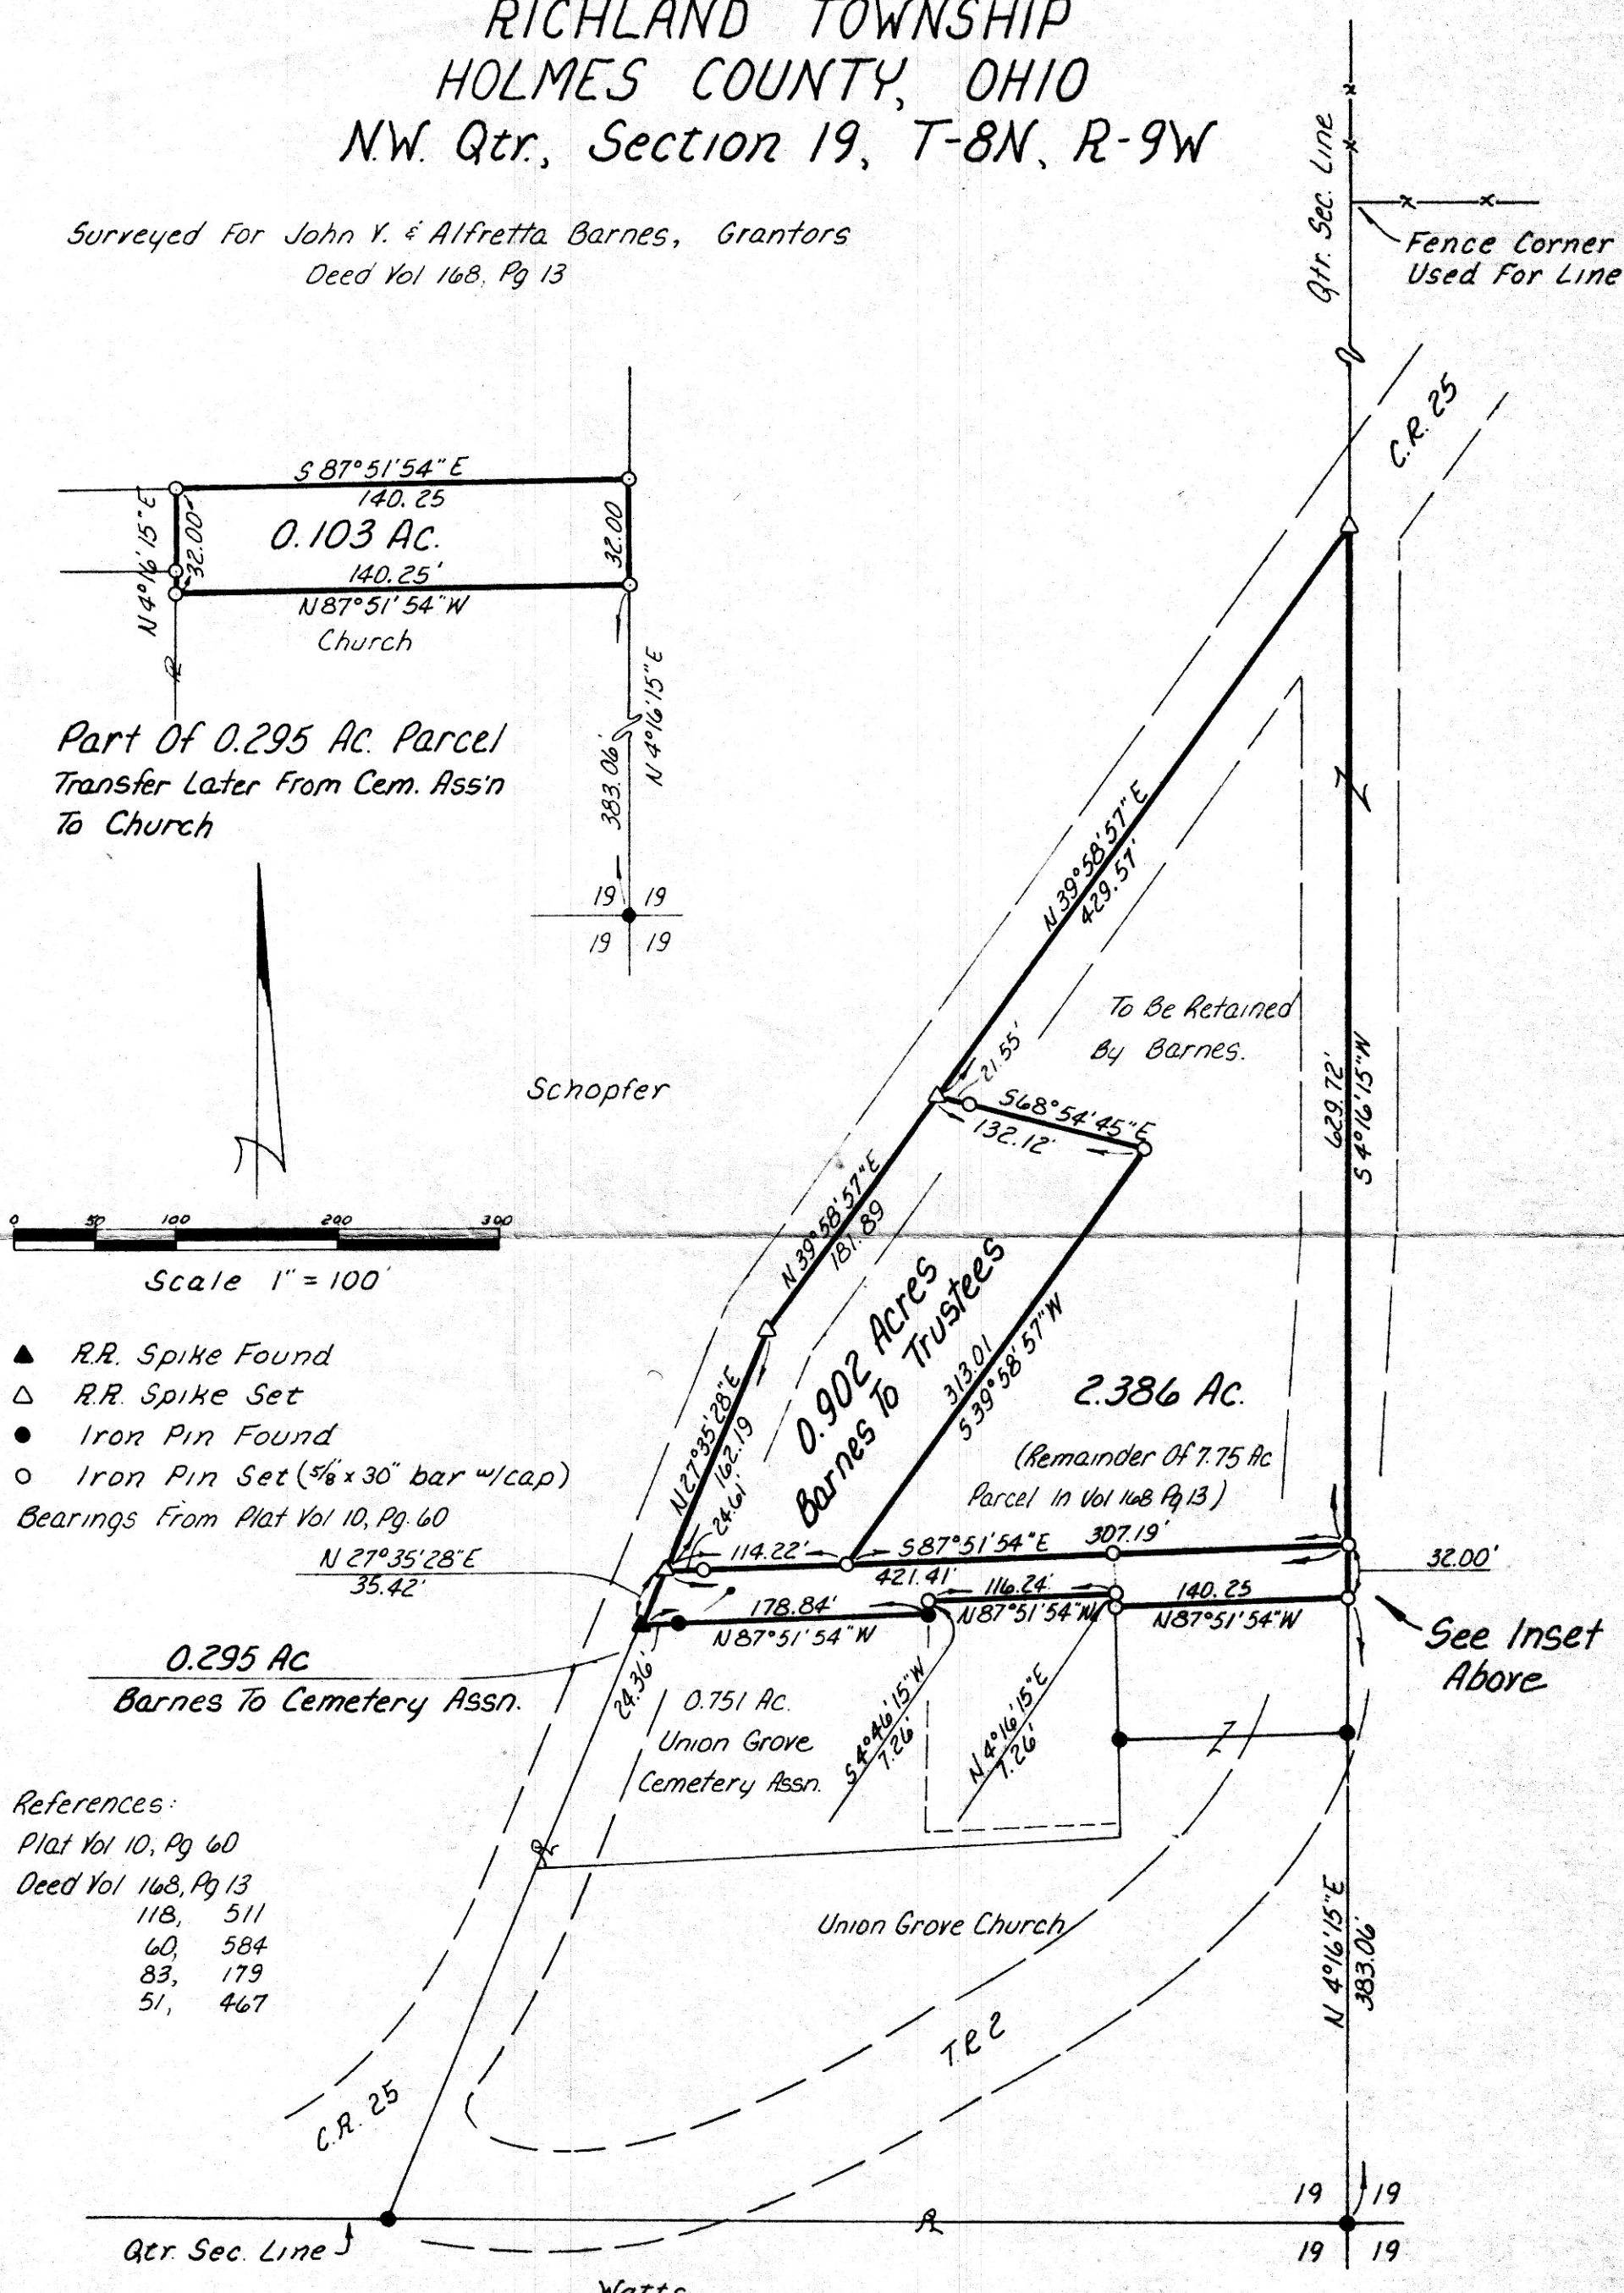 RICHLAND TOWNSHIP
HOLMES COUNTY, OHIO
N.W. Qtr., Section 19, T-8N, R-9W
Surveyed For John V. & Alfretta Barnes, Grantors
Deed Vol 168, Pg 13
Qtr. Sec. Line
Fence Corner
Used For Line
C.R. 25
S 87°51'54" E
140.25
0.103 AC.
N 4°16'15" E
32.00'
32.00
140.25'
N 87°51'54" W
Church
383.06'
N 4°16'15" E
Part Of 0.295 Ac. Parcel
Transfer Later From Cem. Ass'n
To Church
19 19
19 19
N 39°58'57" E
429.57'
To Be Retained
By Barnes.
21.55'
S 68°54'45" E
132.12'
629.72'
S 4°16'15" W
Schopfer
N 39°58'57" E
181.89
0 50 100 200 300
Scale 1" = 100'
0.902 Acres
Barnes To Trustees
313.01
S 39°58'57" W
2.386 AC.
(Remainder Of 7.75 Ac
Parcel In Vol 168 Pg 13)
R.R. Spike Found
R.R. Spike Set
Iron Pin Found
Iron Pin Set (5/8" x 30" bar w/cap)
Bearings From Plat Vol 10, Pg. 60
N 27°35'28" E
162.19
24.61'
N 27°35'28" E
35.42'
114.22'
S 87°51'54" E
307.19'
421.41'
32.00'
178.84'
N 87°51'54" W
116.24'
N 87°51'54" W
140.25
N 87°51'54" W
See Inset
Above
0.295 AC
Barnes To Cemetery Assn.
24.36'
0.751 AC.
Union Grove
Cemetery Assn.
S 4°46'15" W
7.26'
N 4°16'15" E
7.26'
References:
Plat Vol 10, Pg 60
Deed Vol 168, Pg 13
118, 511
60, 584
83, 179
51, 467
Union Grove Church
N 4°16'15" E
383.06'
T.R. 2
C.R. 25
19 19
19 19
Qtr. Sec. Line
Watts